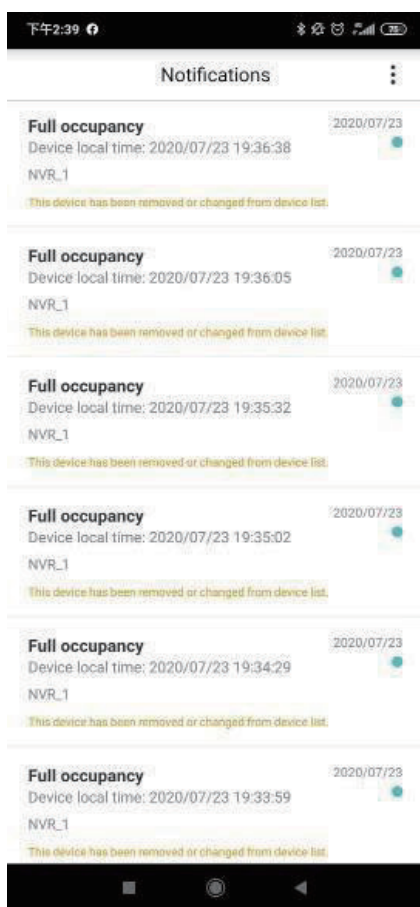 下午2:39
75
Notifications
Full occupancy
2020/07/23
Device local time: 2020/07/23 19:36:38
NVR_1
This device has been removed or changed from device list.
Full occupancy
2020/07/23
Device local time: 2020/07/23 19:36:05
NVR_1
This device has been removed or changed from device list.
Full occupancy
2020/07/23
Device local time: 2020/07/23 19:35:32
NVR_1
This device has been removed or changed from device list.
Full occupancy
2020/07/23
Device local time: 2020/07/23 19:35:02
NVR_1
This device has been removed or changed from device list.
Full occupancy
2020/07/23
Device local time: 2020/07/23 19:34:29
NVR_1
This device has been removed or changed from device list.
Full occupancy
2020/07/23
Device local time: 2020/07/23 19:33:59
NVR_1
This device has been removed or changed from device list.